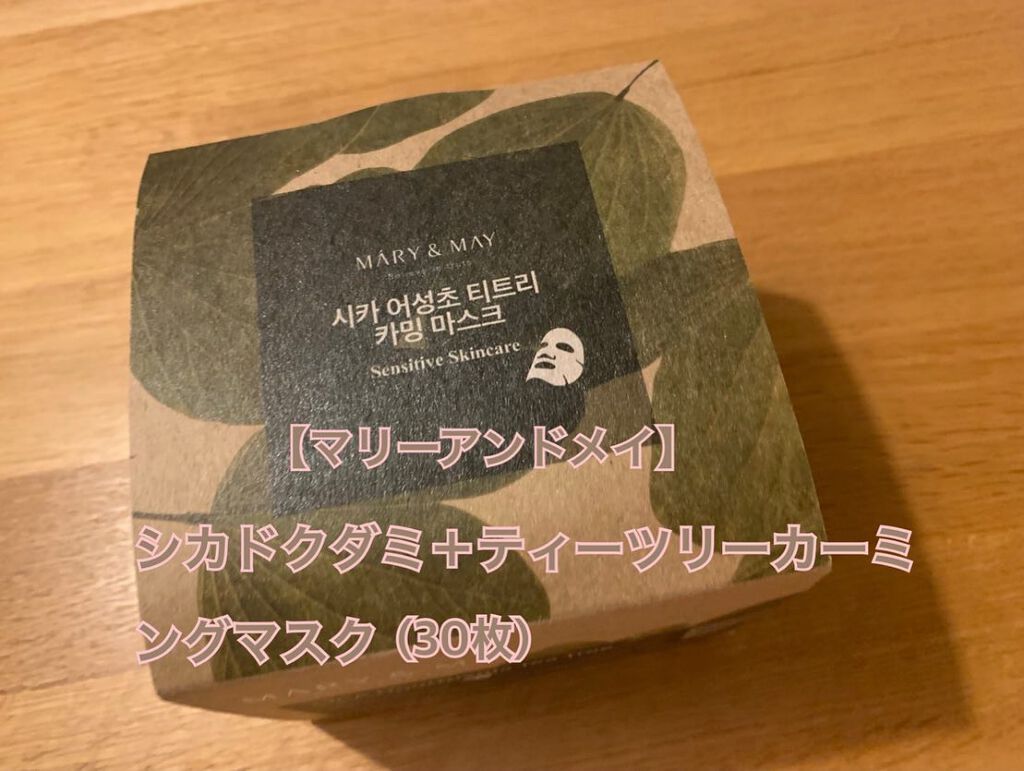 MARY & MAY
시카 어성초 티트리
카밍 마스크
Sensitive Skincare
【マリーアンドメイ】
シカドクダミ＋ティーツリーカーミ
ングマスク（30枚）